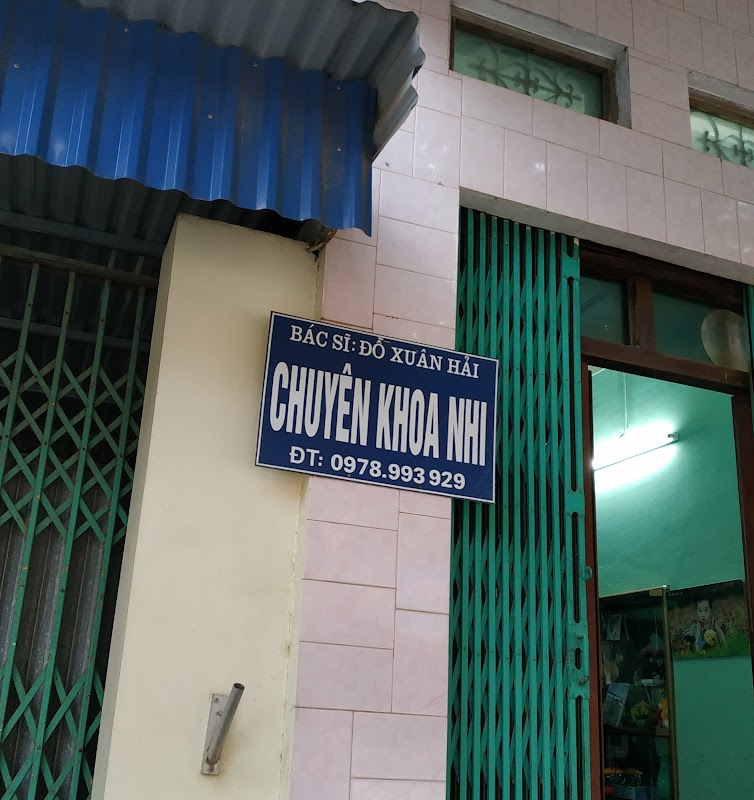 BÁC SĨ: ĐỖ XUÂN HẢI
CHUYÊN KHOA NHI
ĐT: 0978.993 929